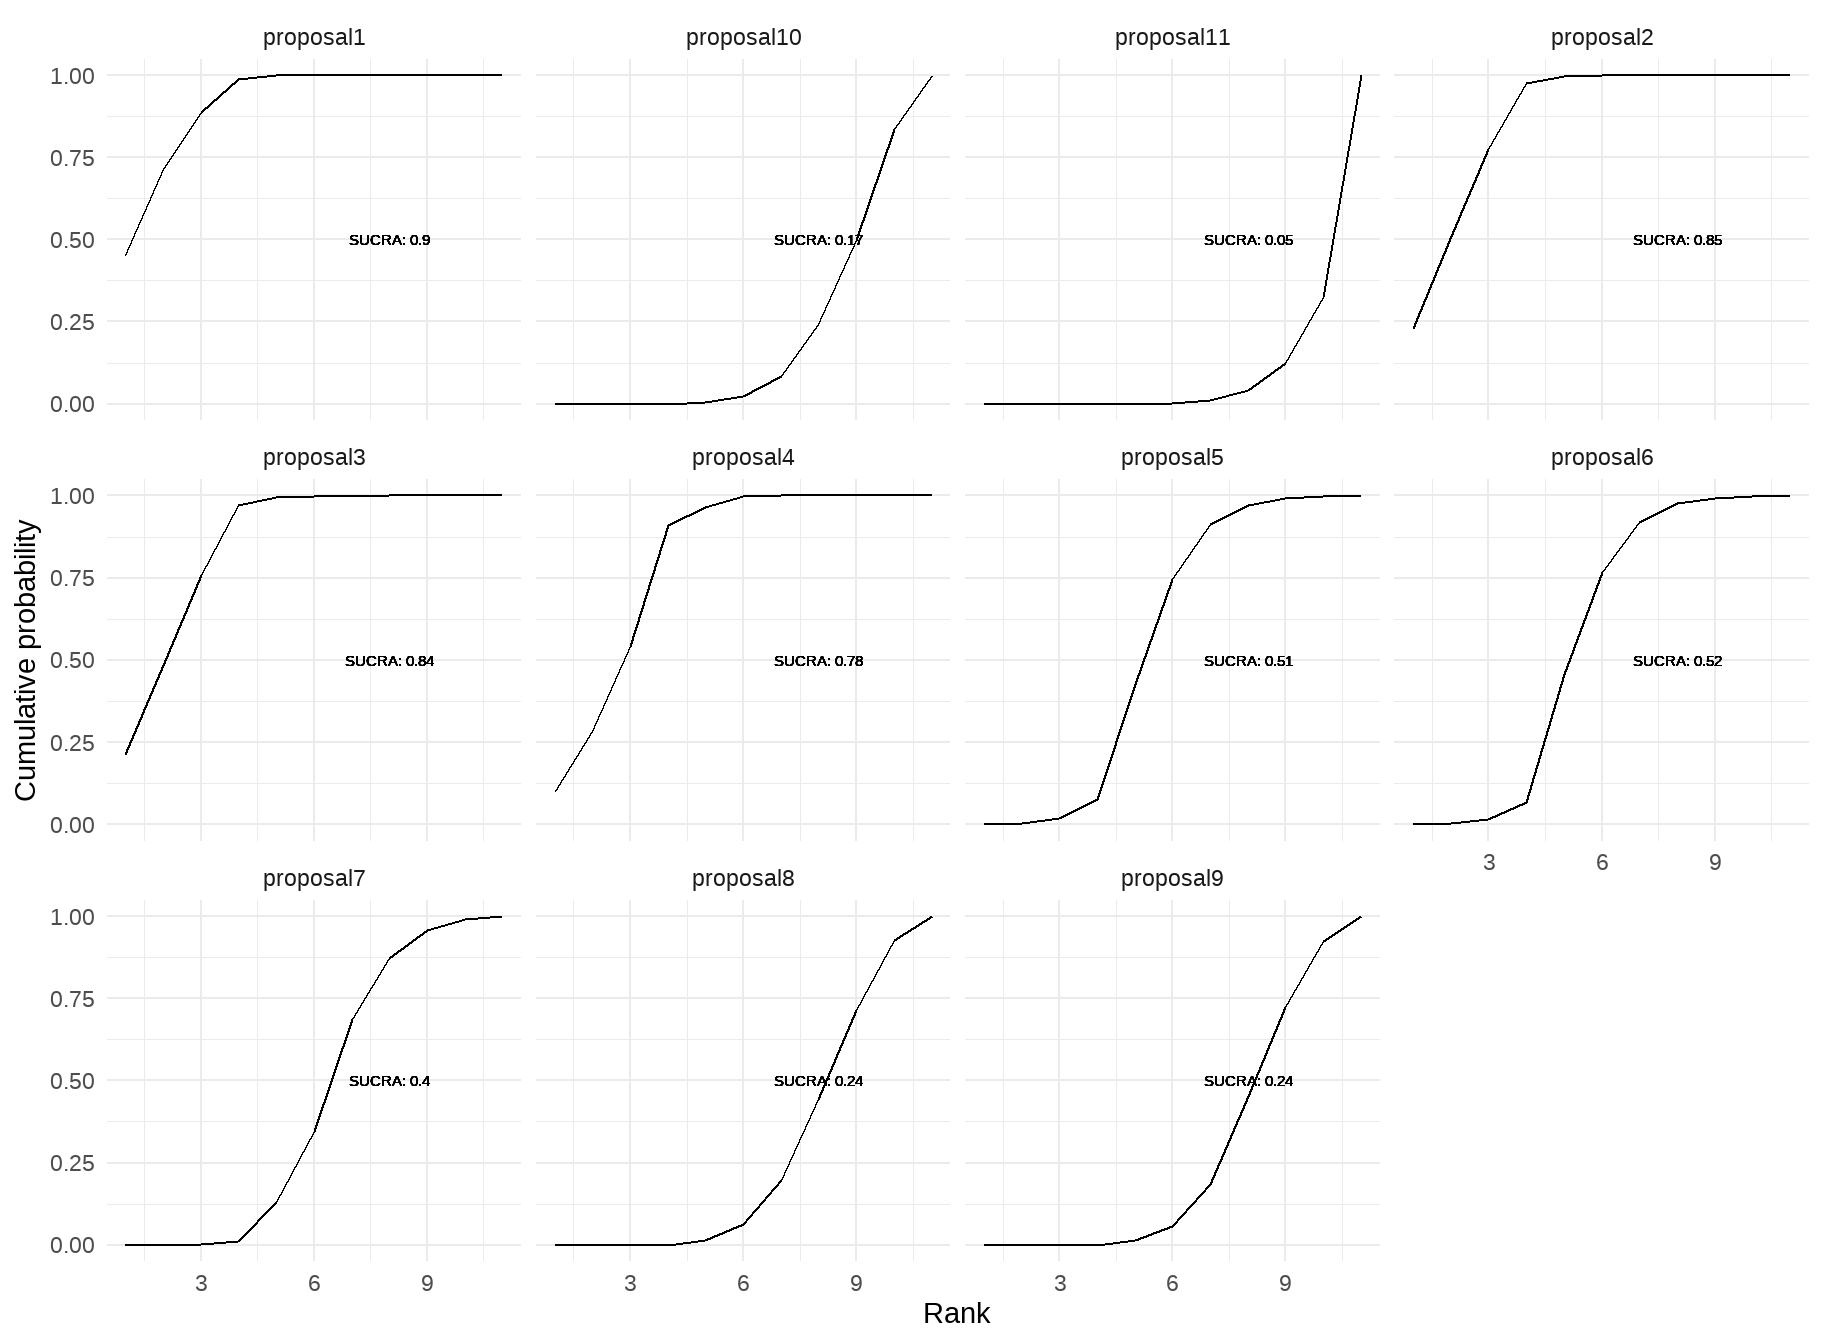 proposal1 proposal10 proposal11 proposal2
1.00
0.75
0.50
0.25
0.00
SUCRA: 0.9 SUCRA: 0.17 SUCRA: 0.05 SUCRA: 0.85
proposal3 proposal4 proposal5 proposal6
1.00
0.75
0.50
0.25
0.00
SUCRA: 0.84 SUCRA: 0.78 SUCRA: 0.51 SUCRA: 0.52
3 6 9
Cumulative probability
proposal7 proposal8 proposal9
1.00
0.75
0.50
0.25
0.00
SUCRA: 0.4 SUCRA: 0.24 SUCRA: 0.24
3 6 9 3 6 9 3 6 9
Rank